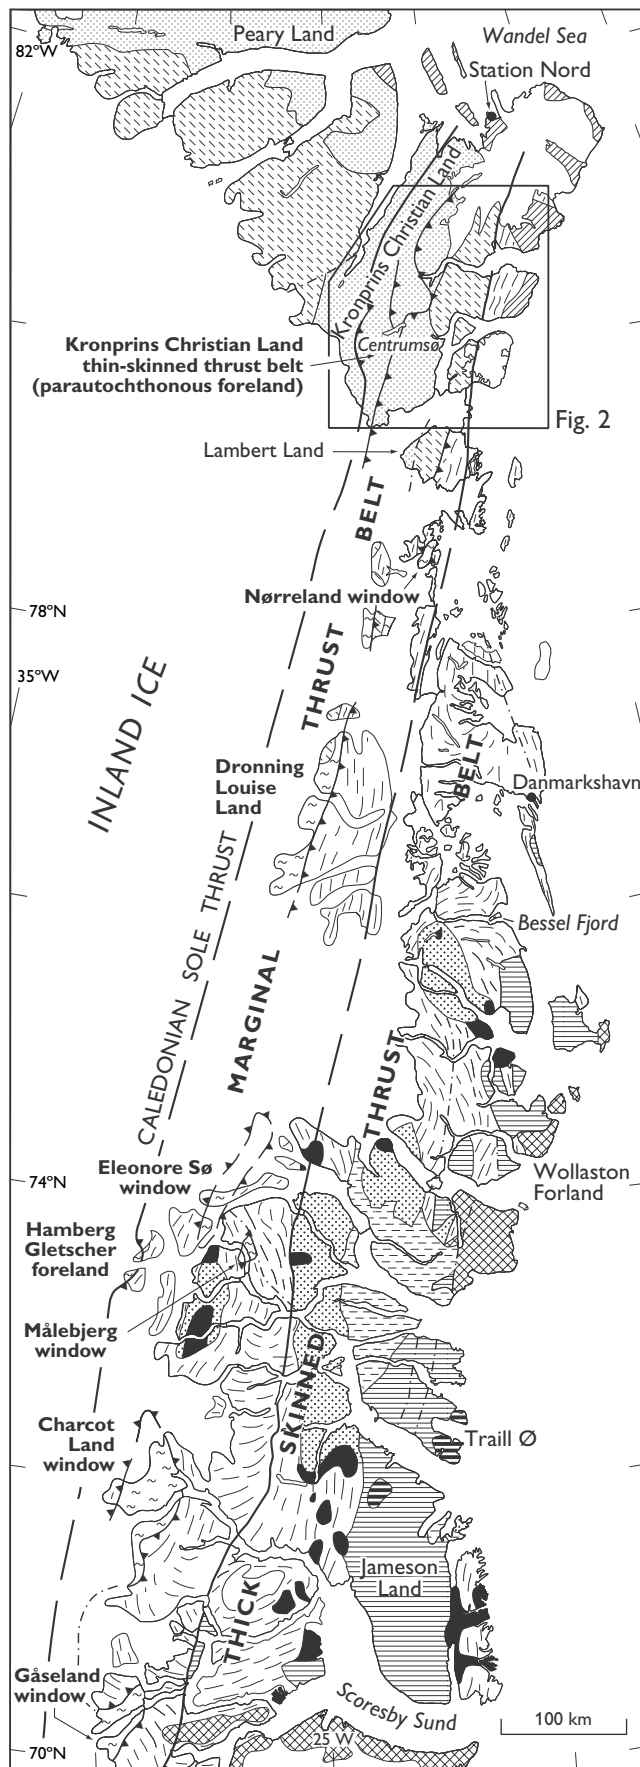 Peary Land
Wandel Sea
82°W
Station Nord
Kronprins Christian Land
Centrumsø
Kronprins Christian Land
thin-skinned thrust belt
(parautochthonous foreland)
Fig. 2
Lambert Land
BELT
Nørreland window
78°N
THRUST
35°W
INLAND ICE
BELT
Dronning
Louise
Land
Danmarkshavn
CALEDONIAN SOLE THRUST
Bessel Fjord
MARGINAL
THRUST
Eleonore Sø
window
Wollaston
Forland
74°N
Hamberg
Gletscher
foreland
Målebjerg
window
SKINNED
Charcot
Land
window
Traill Ø
Jameson
Land
THICK
Gåseland
window
Scoresby Sund
100 km
25 W
70°N